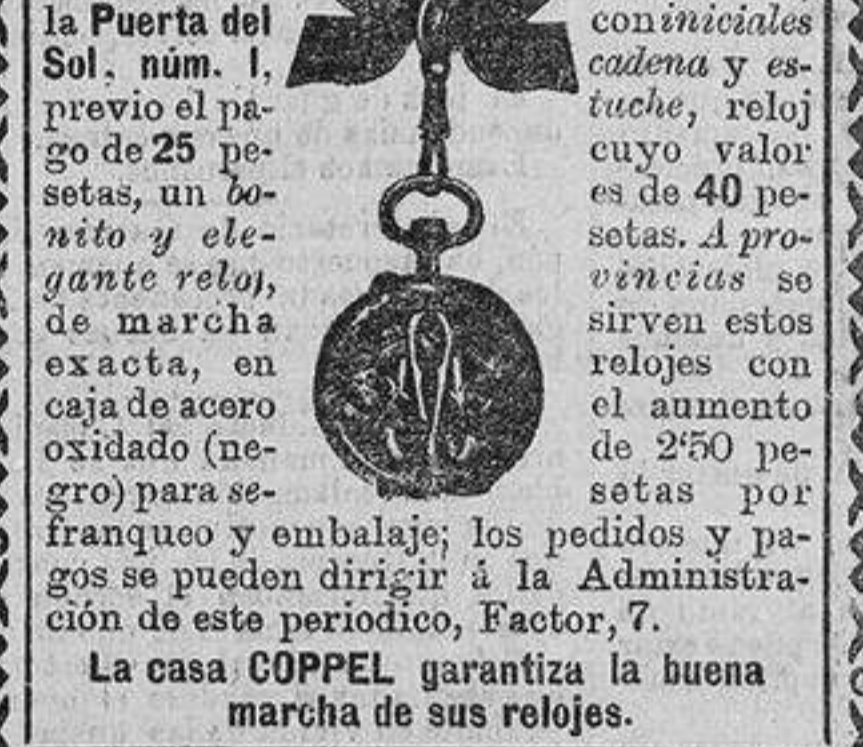 la Puerta del
Sol, núm. 1,
previo el pa-
go de 25 pe-
setas, un bo-
nito y ele-
gante reloj,
de marcha
exacta, en
caja de acero
oxidado (ne-
gro) para se-
con iniciales
cadena y es-
tuche, reloj
cuyo valor
es de 40 pe-
setas. A pro-
vincias se
sirven estos
relojes con
el aumento
de 2'50 pe-
setas por
franqueo y embalaje; los pedidos y pa-
gos se pueden dirigir á la Administra-
ción de este periodico, Factor, 7.
La casa COPPEL garantiza la buena
marcha de sus relojes.